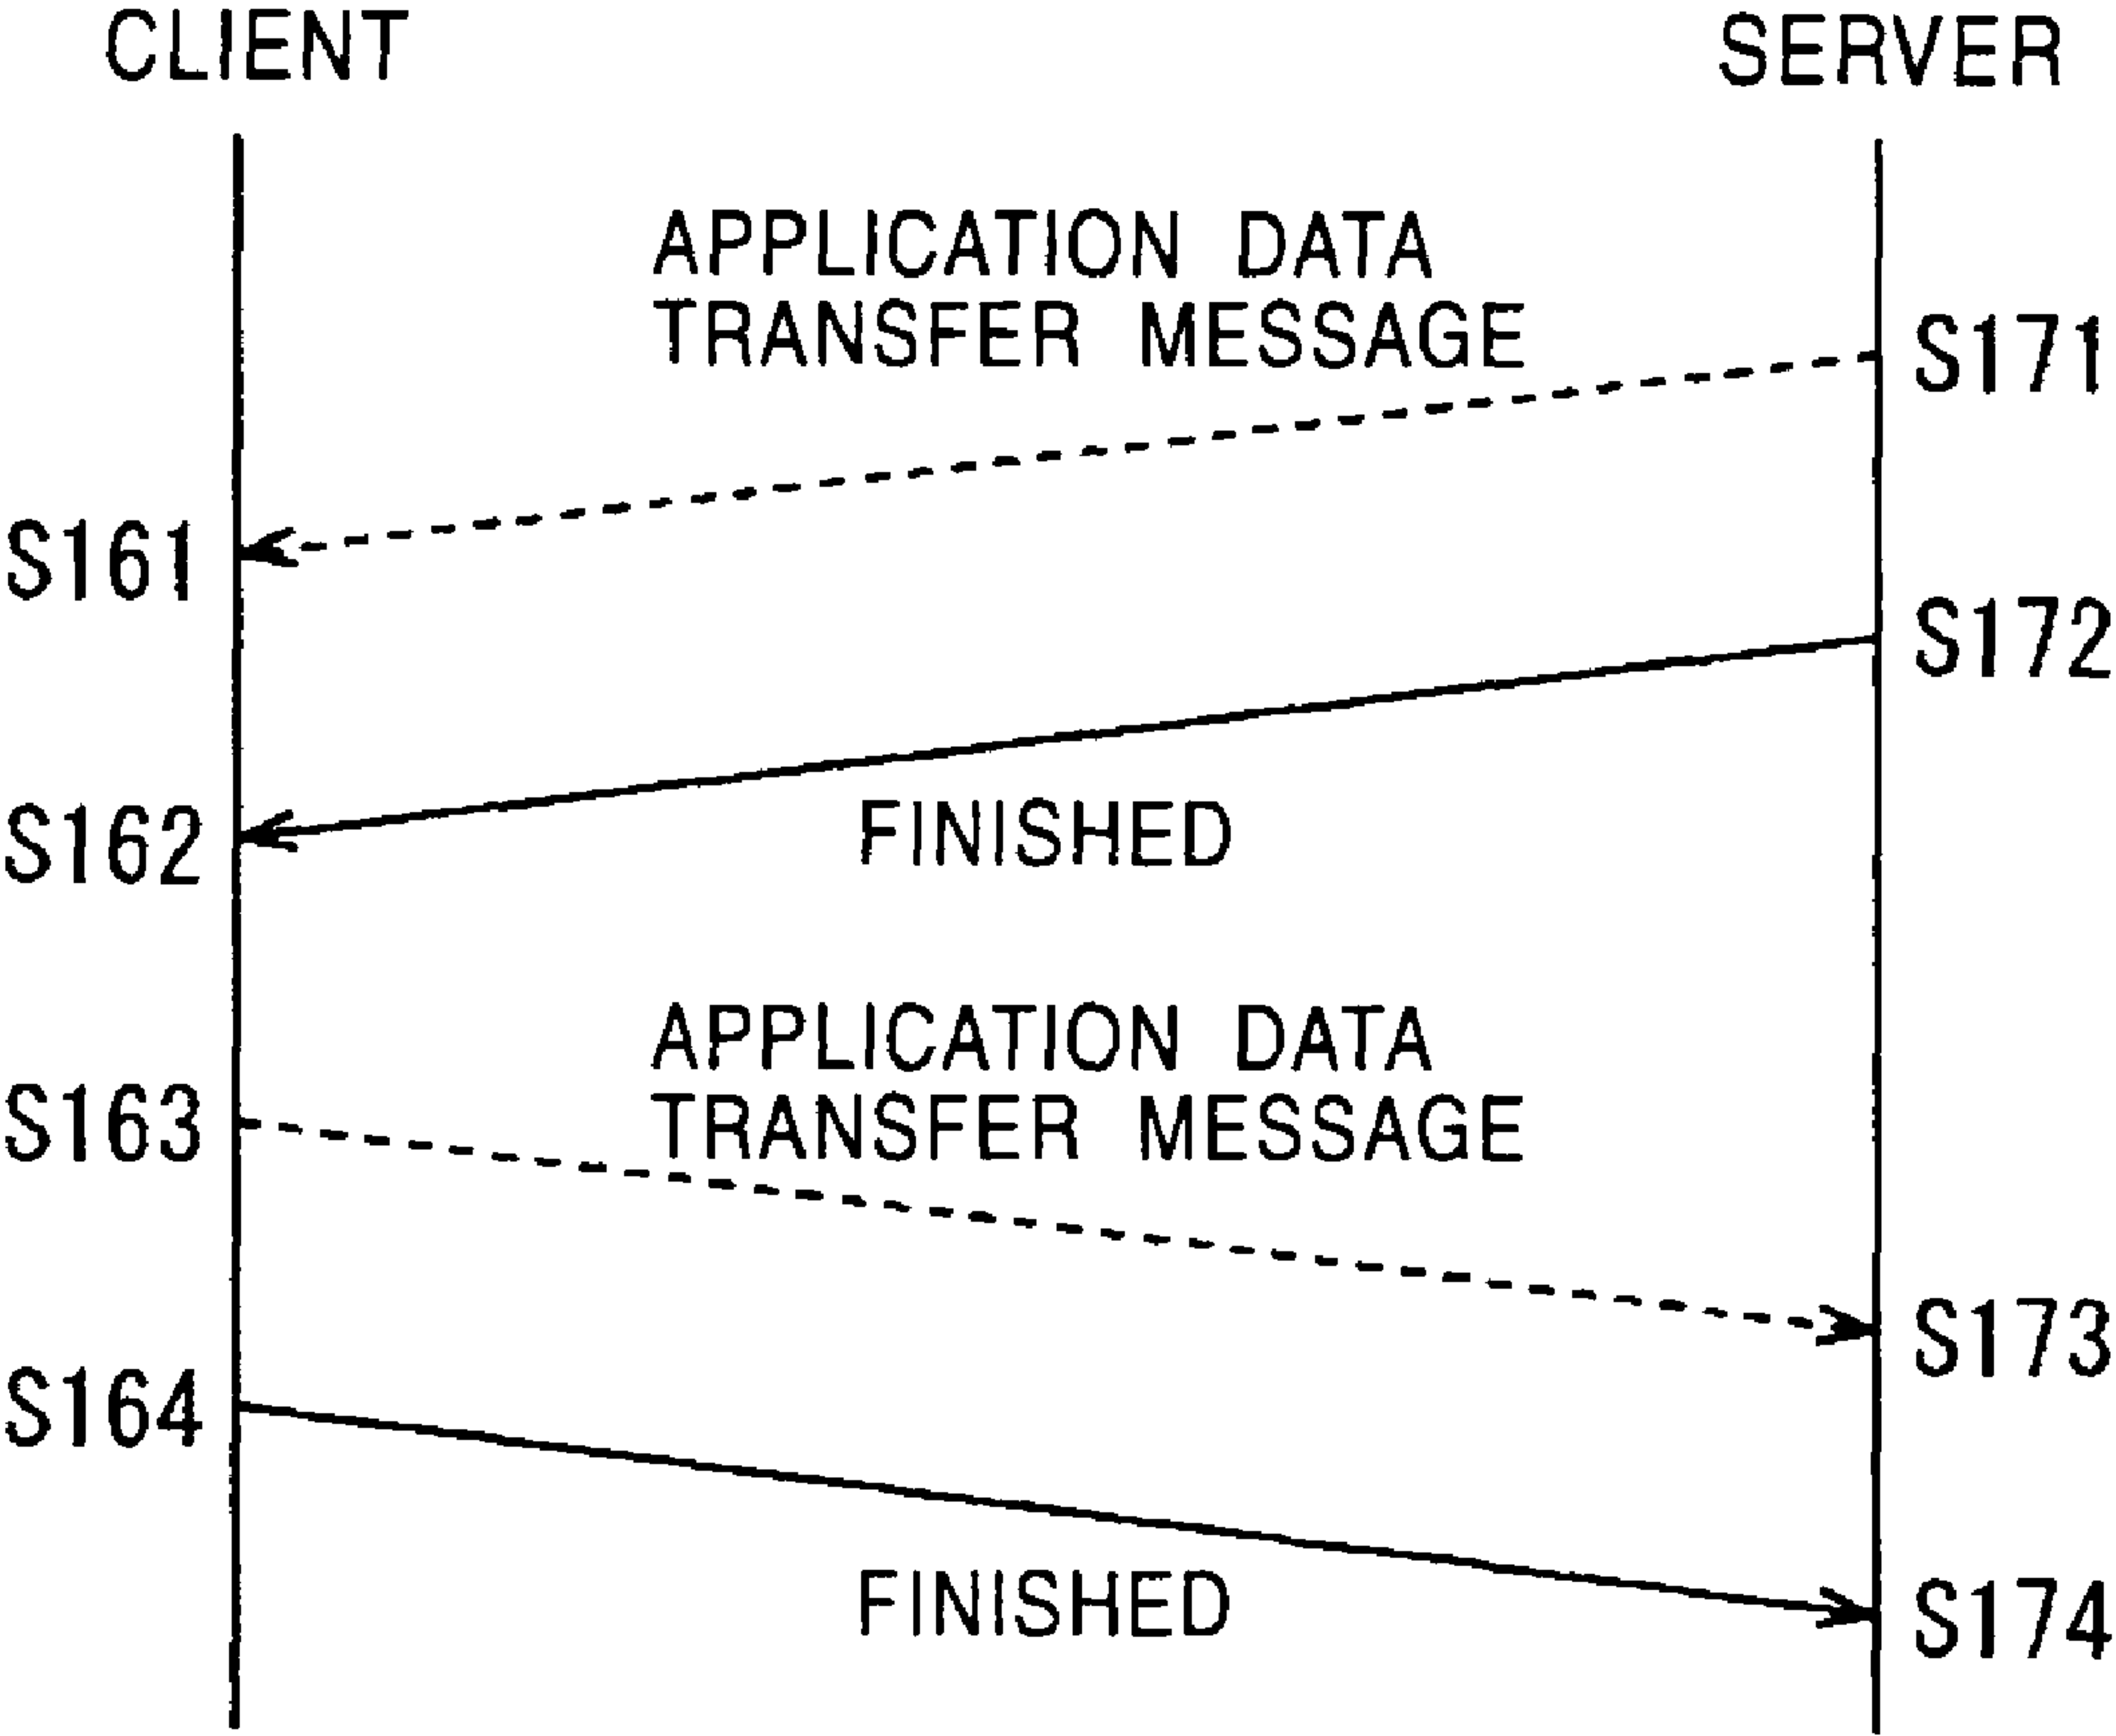 CLIENT
SERVER
APPLICATION DATA
TRANSFER MESSAGE
S171
S161
S172
S162
FINISHED
APPLICATION DATA
TRANSFER MESSAGE
S163
S173
S164
FINISHED
S174